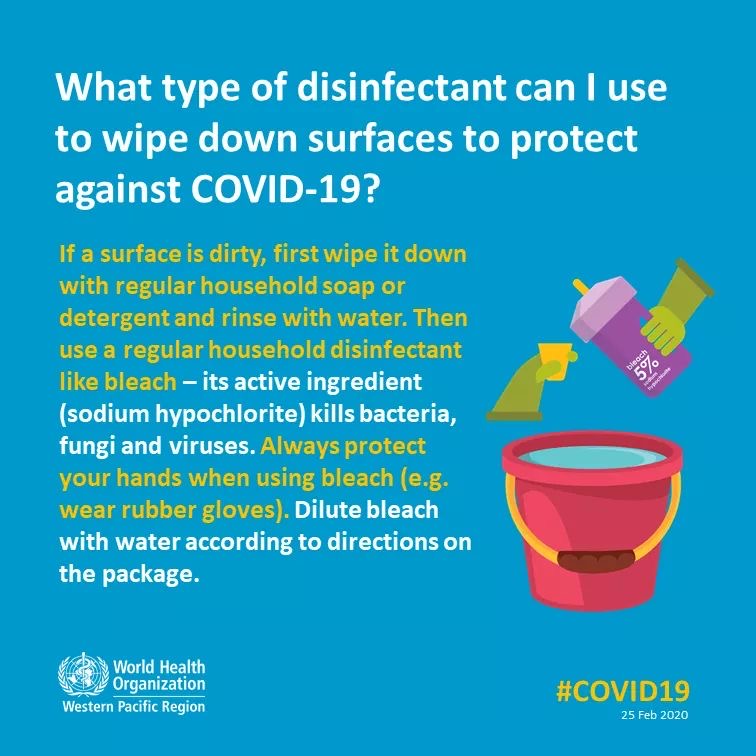 What type of disinfectant can I use
to wipe down surfaces to protect
against COVID-19?
If a surface is dirty, first wipe it down
with regular household soap or
detergent and rinse with water. Then
use a regular household disinfectant
like bleach – its active ingredient
(sodium hypochlorite) kills bacteria,
fungi and viruses. Always protect
your hands when using bleach (e.g.
wear rubber gloves). Dilute bleach
with water according to directions on
the package.
bleach
5%
sodium
hypochlorite
World Health
Organization
Western Pacific Region
#COVID19
25 Feb 2020